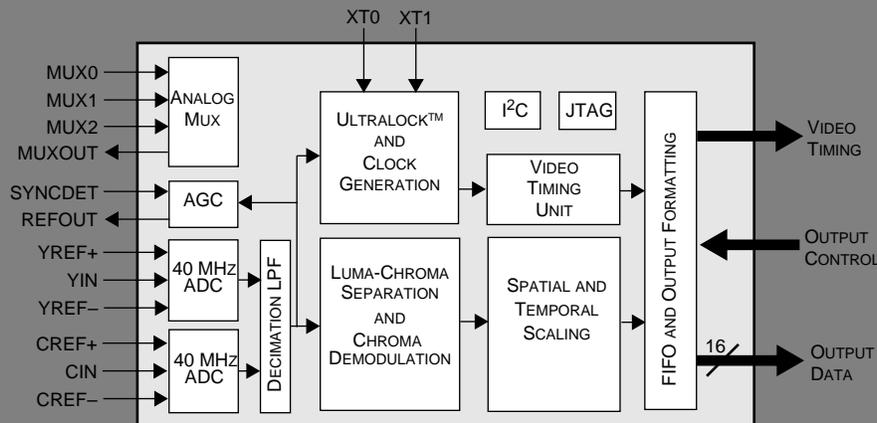 XT0 XT1
MUX0
MUX1
MUX2
MUXOUT
ANALOG
MUX
SYNCDET
REFOUT
AGC
YREF+
YIN
YREF–
40 MHZ
ADC
CREF+
CIN
CREF–
40 MHZ
ADC
DECIMATION LPF
ULTRALOCK™
AND
CLOCK
GENERATION
LUMA-CHROMA
SEPARATION
AND
CHROMA
DEMODULATION
I²C
JTAG
VIDEO
TIMING
UNIT
SPATIAL AND
TEMPORAL
SCALING
FIFO AND OUTPUT FORMATTING
VIDEO
TIMING
OUTPUT
CONTROL
16
OUTPUT
DATA